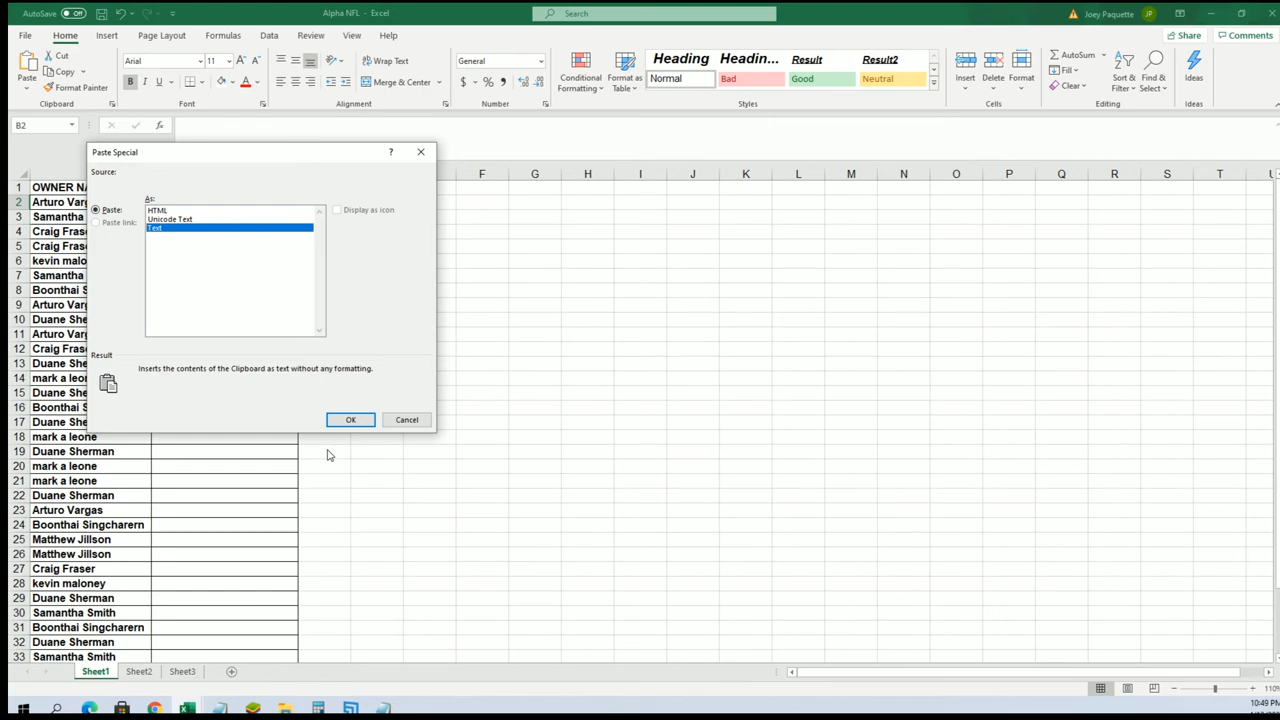 AutoSave Off Alpha NFL - Excel Search Joey Paquette JP
File Home Insert Page Layout Formulas Data Review View Help Share Comments
Paste Cut Copy Format Painter Clipboard
Arial 11 B I U A A Font
Wrap Text Merge & Center Alignment
General $ % , Number
Conditional Formatting Format as Table
Heading Headin... Result Result2
Normal Bad Good Neutral
Styles
Insert Delete Format Cells
AutoSum Fill Clear Sort & Filter Find & Select Editing
Ideas Ideas
B2 fx
Paste Special ?
Source:
As:
Paste: HTML Display as icon
Paste link: Unicode Text
Text
Result
Inserts the contents of the Clipboard as text without any formatting.
OK Cancel
F G H I J K L M N O P Q R S T U
1 OWNER NA
2 Arturo Varg
3 Samantha
4 Craig Frase
5 Craig Frase
6 kevin malo
7 Samantha
8 Boonthai S
9 Arturo Varg
10 Duane She
11 Arturo Varg
12 Craig Frase
13 Duane She
14 mark a leo
15 Duane She
16 Boonthai S
17 Duane She
18 mark a leone
19 Duane Sherman
20 mark a leone
21 mark a leone
22 Duane Sherman
23 Arturo Vargas
24 Boonthai Singcharern
25 Matthew Jillson
26 Matthew Jillson
27 Craig Fraser
28 kevin maloney
29 Duane Sherman
30 Samantha Smith
31 Boonthai Singcharern
32 Duane Sherman
33 Samantha Smith
Sheet1 Sheet2 Sheet3
110%
10:49 PM